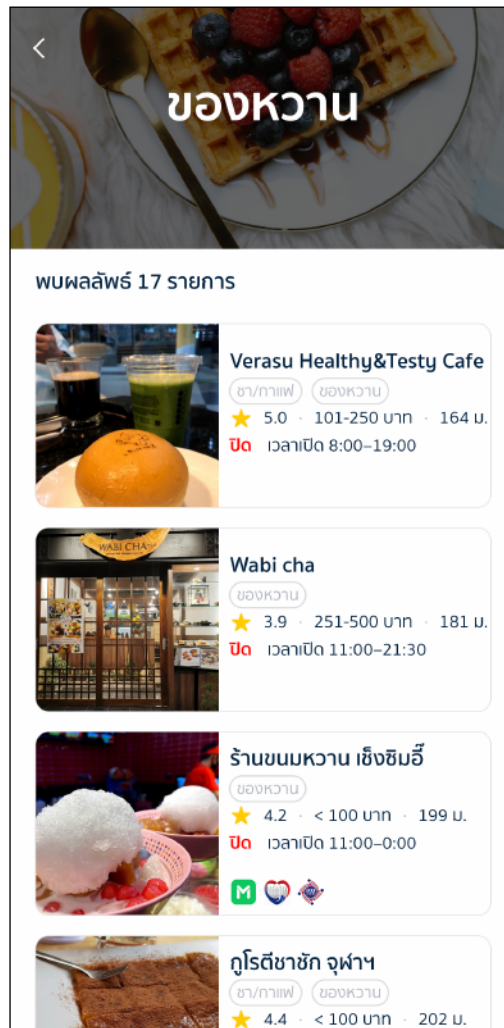 ของหวาน
พบผลลัพธ์ 17 รายการ
Verasu Healthy&Testy Cafe
ชา/กาแฟ ของหวาน
5.0 · 101-250 บาท · 164 ม.
ปิด เวลาเปิด 8:00–19:00
WABI CHA
Wabi cha
ของหวาน
3.9 · 251-500 บาท · 181 ม.
ปิด เวลาเปิด 11:00–21:30
ร้านขนมหวาน เช็งซิมอี๊
ของหวาน
4.2 · < 100 บาท · 199 ม.
ปิด เวลาเปิด 11:00–0:00
M
กูโรตีชาชัก จุฬาฯ
ชา/กาแฟ ของหวาน
4.4 · < 100 บาท · 202 ม.